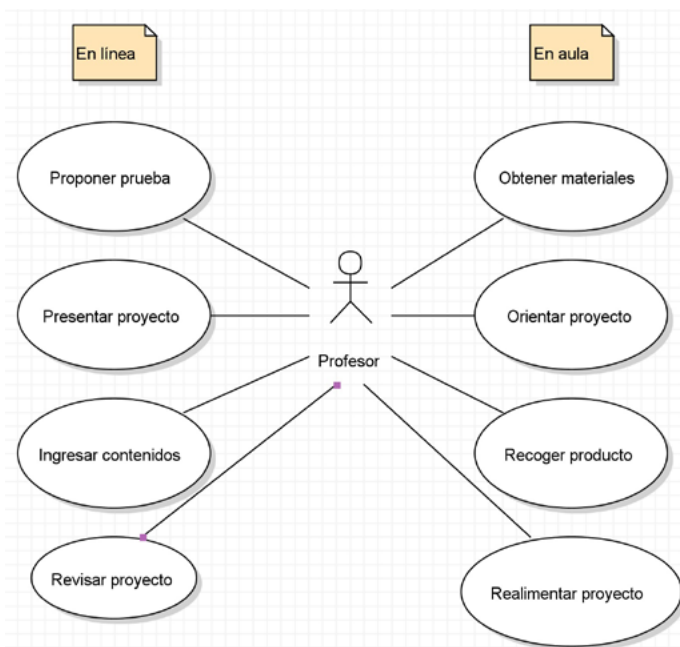 En línea
En aula
Proponer prueba
Obtener materiales
Presentar proyecto
Orientar proyecto
Profesor
Ingresar contenidos
Recoger producto
Revisar proyecto
Realimentar proyecto